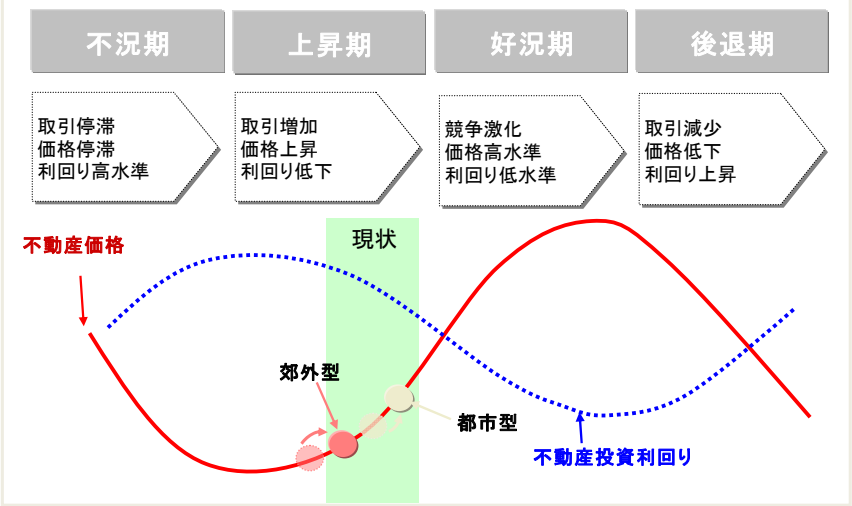 不況期
上昇期
好況期
後退期
取引停滞
価格停滞
利回り高水準
取引増加
価格上昇
利回り低下
競争激化
価格高水準
利回り低水準
取引減少
価格低下
利回り上昇
不動産価格
現状
郊外型
都市型
不動産投資利回り